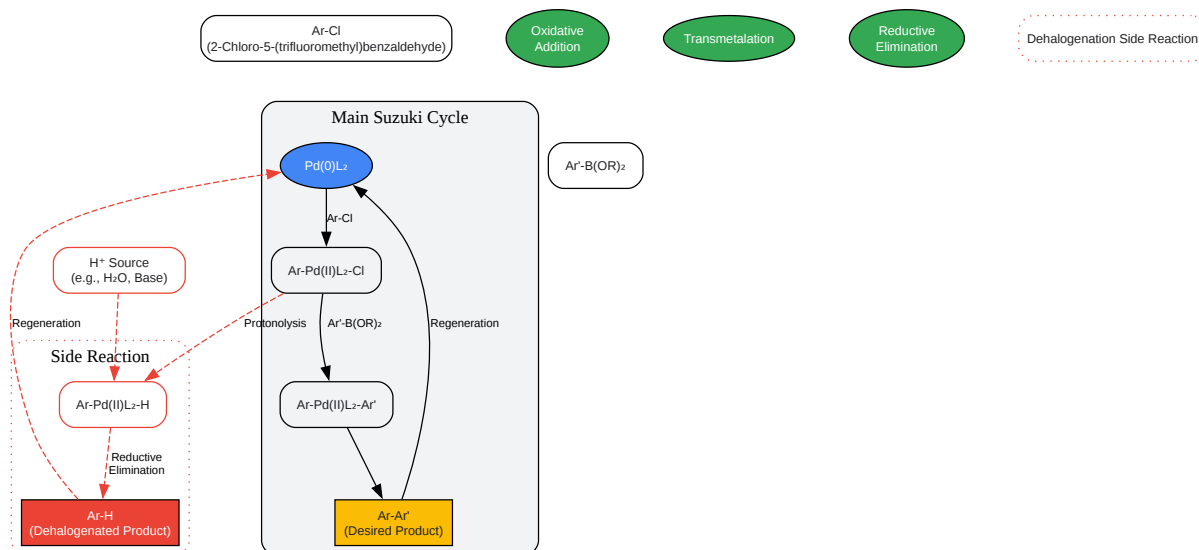 Ar-Cl
(2-Chloro-5-(trifluoromethyl)benzaldehyde)
Oxidative
Addition
Transmetalation
Reductive
Elimination
Dehalogenation Side Reaction
Main Suzuki Cycle
Pd(0)L₂
Ar'-B(OR)₂
Ar-Cl
H⁺ Source
(e.g., H₂O, Base)
Ar-Pd(II)L₂-Cl
Regeneration
Protonolysis
Ar'-B(OR)₂
Regeneration
Side Reaction
Ar-Pd(II)L₂-H
Ar-Pd(II)L₂-Ar'
Reductive
Elimination
Ar-H
(Dehalogenated Product)
Ar-Ar'
(Desired Product)